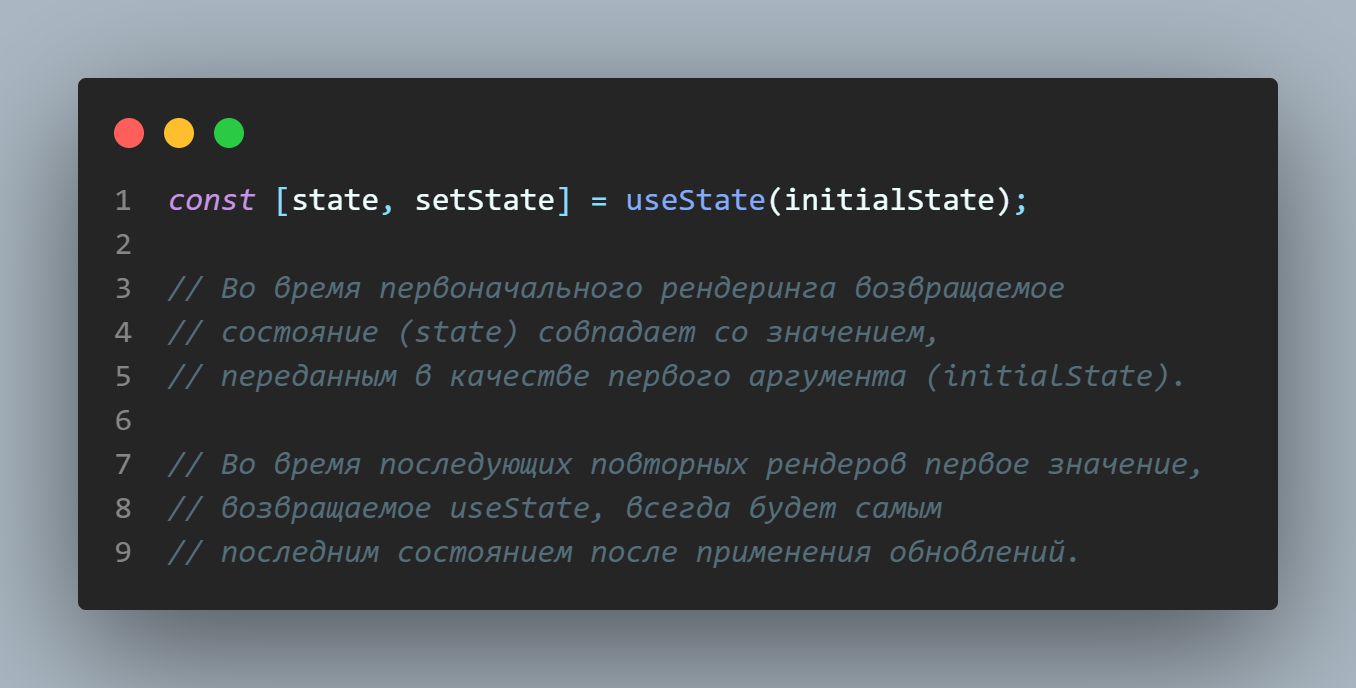 1 const [state, setState] = useState(initialState);
2
3 // Во время первоначального рендеринга возвращаемое
4 // состояние (state) совпадает со значением,
5 // переданным в качестве первого аргумента (initialState).
6
7 // Во время последующих повторных рендеров первое значение,
8 // возвращаемое useState, всегда будет самым
9 // последним состоянием после применения обновлений.